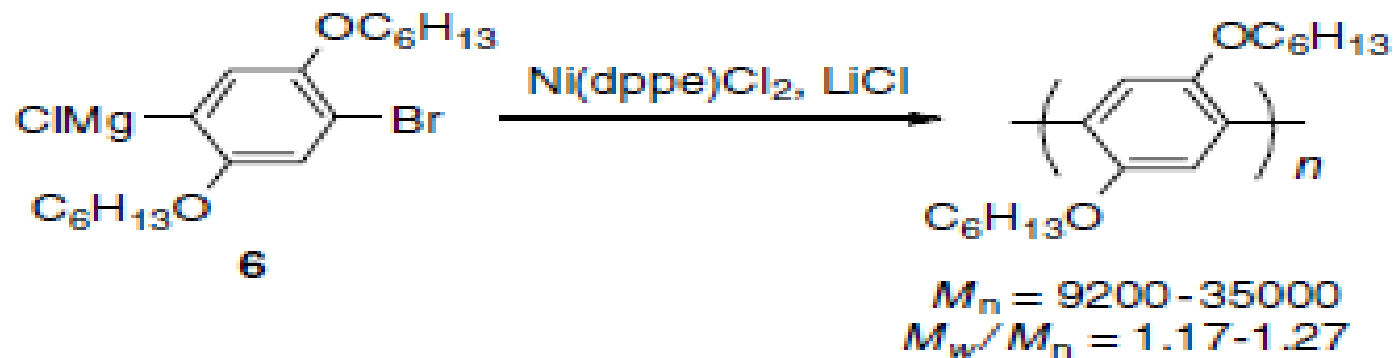 OC₆H₁₃
ClMg
Br
C₆H₁₃O
6
Ni(dppe)Cl₂, LiCl
OC₆H₁₃
n
C₆H₁₃O
Mn = 9200-35000
Mw/Mn = 1.17-1.27